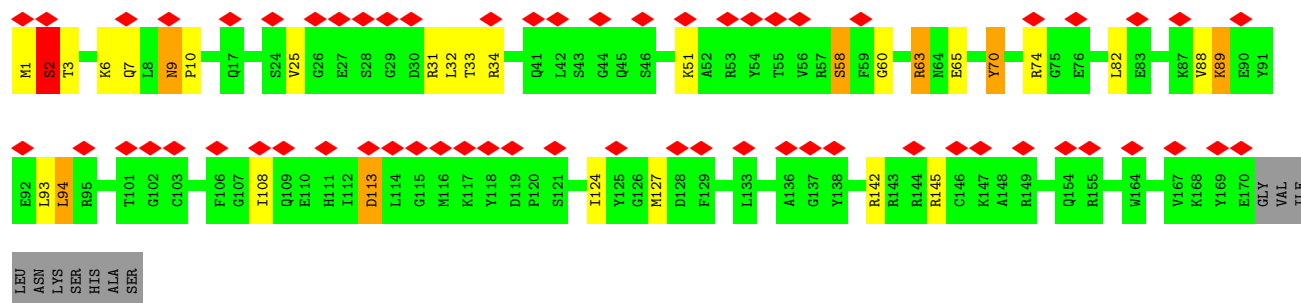 M1 S2 T3 K6 Q7 L8 N9 P10 Q17 S24 V25 G26 E27 S28 G29 D30 R31 L32 T33 R34 Q41 L42 S43 G44 Q45 S46 K51 A52 R53 Y54 T55 V56 R57 S58 F59 G60 R63 N64 E65 Y70 R74 G75 E76 L82 E83 K87 V88 K89 E90 Y91
E92 L93 L94 R95 T101 G102 C103 F106 G107 I108 Q109 E110 H111 I112 D113 L114 G115 M116 K117 Y118 D119 P120 S121 I124 Y125 G126 M127 D128 F129 L133 A136 G137 Y138 R142 R143 R144 R145 C146 K147 A148 R149 Q154 R155 W164 V167 K168 Y169 E170 GLY VAL ILE
LEU ASN LYS SER HIS ALA SER